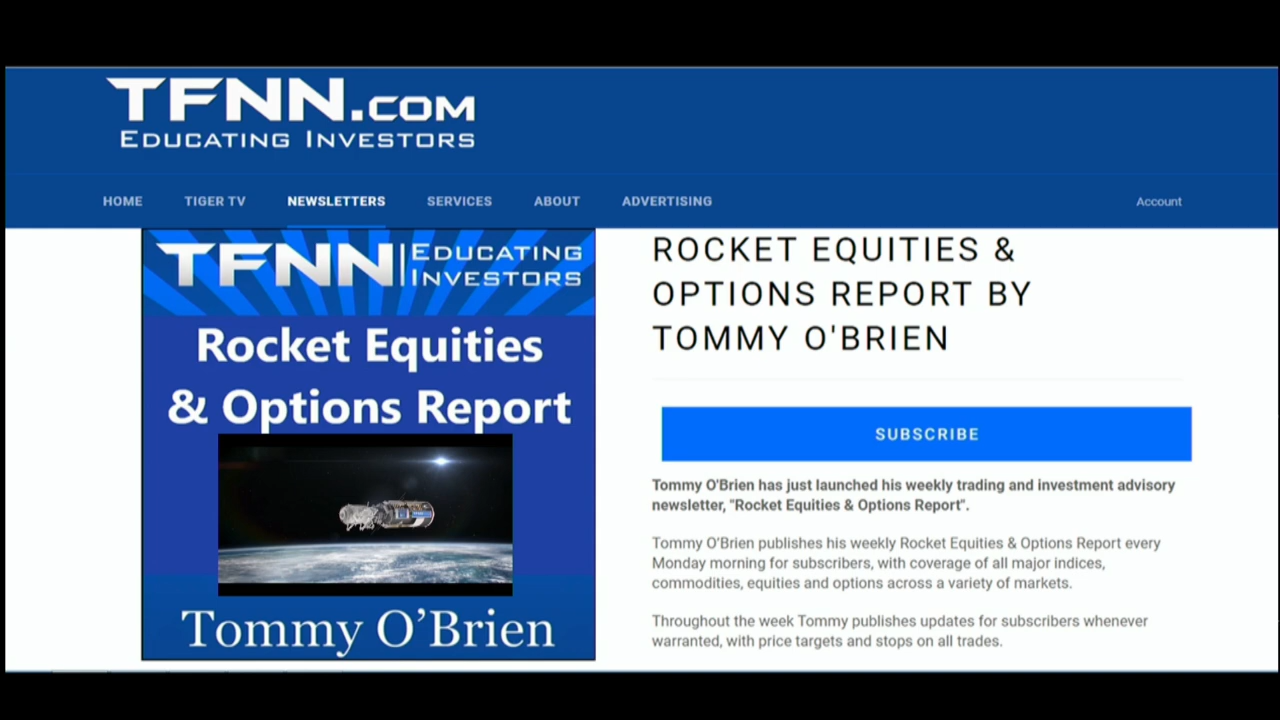 TFNN.COM
EDUCATING INVESTORS
HOME TIGER TV NEWSLETTERS SERVICES ABOUT ADVERTISING Account
TFNN EDUCATING
INVESTORS
Rocket Equities
& Options Report
Tommy O’Brien
ROCKET EQUITIES &
OPTIONS REPORT BY
TOMMY O'BRIEN
SUBSCRIBE
Tommy O'Brien has just launched his weekly trading and investment advisory
newsletter, "Rocket Equities & Options Report".
Tommy O’Brien publishes his weekly Rocket Equities & Options Report every
Monday morning for subscribers, with coverage of all major indices,
commodities, equities and options across a variety of markets.
Throughout the week Tommy publishes updates for subscribers whenever
warranted, with price targets and stops on all trades.